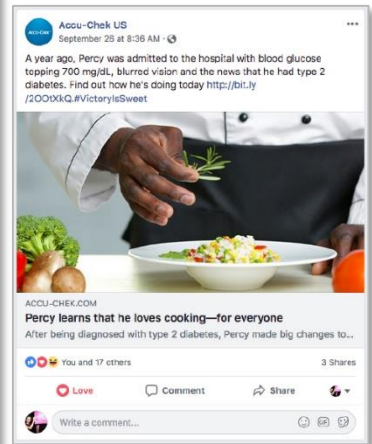 Accu-Chek US
September 26 at 8:36 AM ·
A year ago, Percy was admitted to the hospital with blood glucose
topping 700 mg/dL, blurred vision and the news that he had type 2
diabetes. Find out how he's doing today http://bit.ly
/2OOtXkQ.#VictoryIsSweet
ACCU-CHEK.COM
Percy learns that he loves cooking—for everyone
After being diagnosed with type 2 diabetes, Percy made big changes to...
You and 17 others
3 Shares
Love
Comment
Share
Write a comment...
GIF